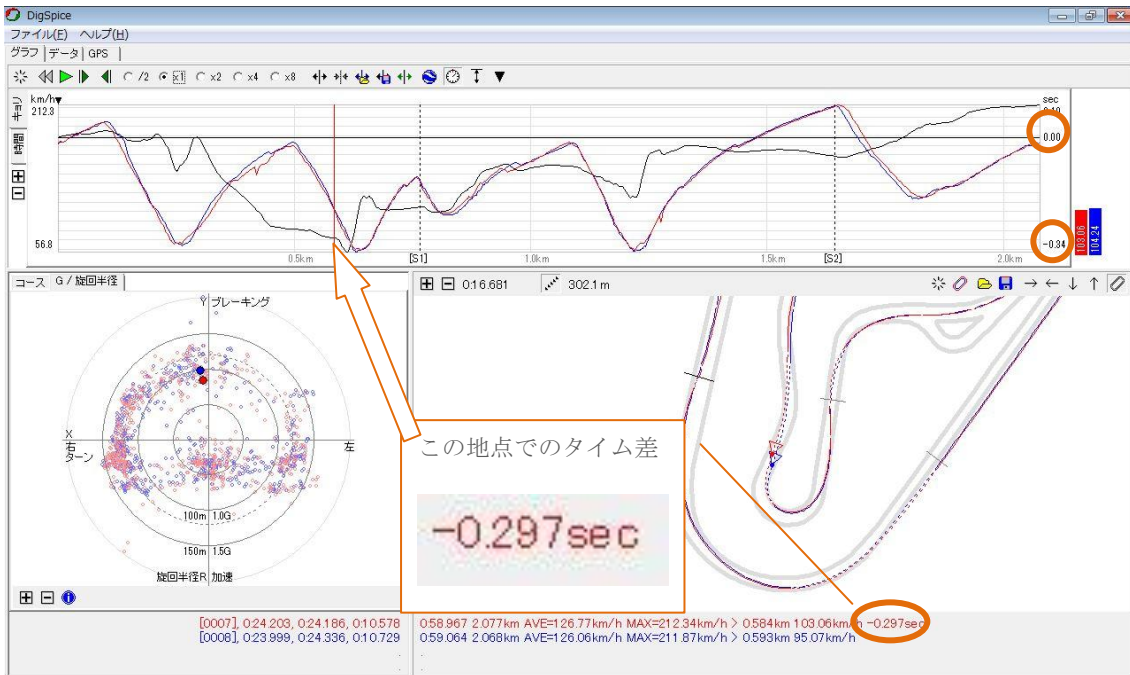 DigSpice
ファイル(F) ヘルプ(H)
グラフ データ GPS
/2 x1 x2 x4 x8
km/h▼
212.3
56.8
時間
sec
0.00
-0.34
103.06
104.24
0.5km [S1] 1.0km 1.5km [S2] 2.0km
コース G / 旋回半径
Y ブレーキング
X
右
ターン
左
100m 1.0G
150m 1.5G
旋回半径R 加速
0:16.681 302.1 m
この地点でのタイム差
-0.297sec
[0007], 0:24.203, 0:24.186, 0:10.578
[0008], 0:23.999, 0:24.336, 0:10.729
0:58.967 2.077km AVE=126.77km/h MAX=212.34km/h > 0.584km 103.06km/h -0.297sec
0:59.064 2.068km AVE=126.06km/h MAX=211.87km/h > 0.593km 95.07km/h